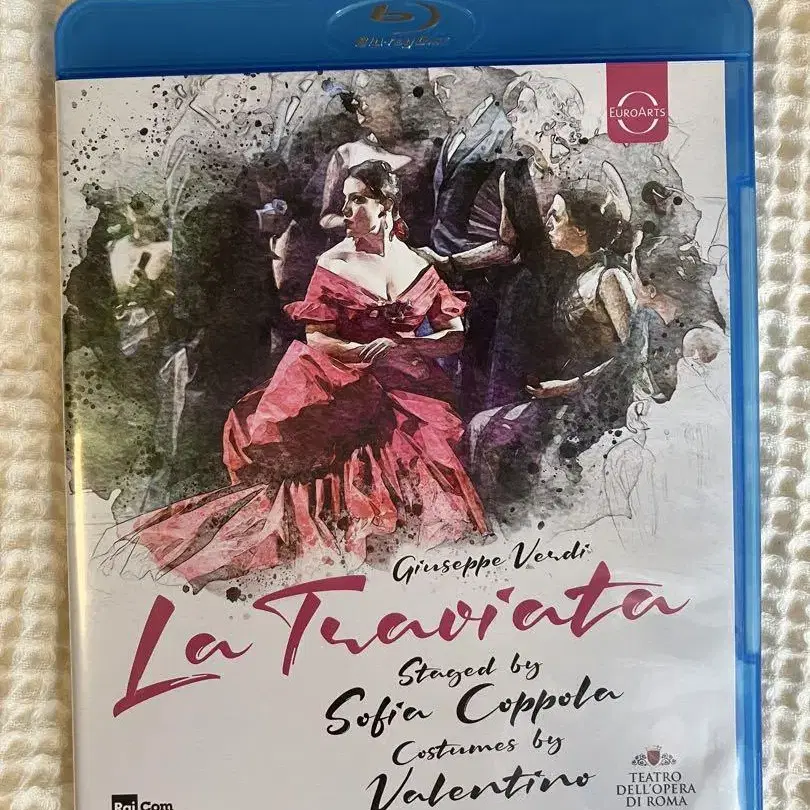 Blu-ray Disc
EUROARTS
Giuseppe Verdi
La Traviata
Staged by
Sofia Coppola
Costumes by
Valentino
TEATRO
DELL'OPERA
DI ROMA
Rai Com